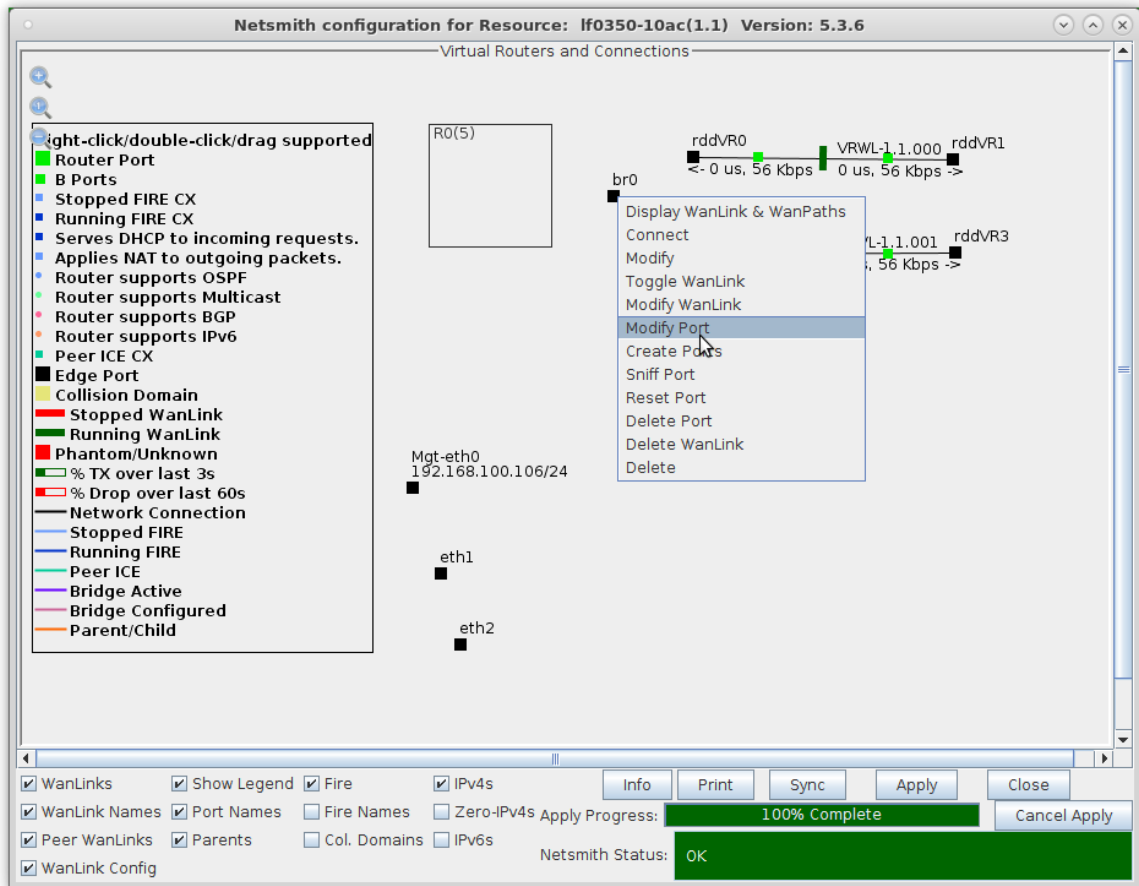 Netsmith configuration for Resource: lf0350-10ac(1.1) Version: 5.3.6
Virtual Routers and Connections
ight-click/double-click/drag supported
Router Port
B Ports
Stopped FIRE CX
Running FIRE CX
Serves DHCP to incoming requests.
Applies NAT to outgoing packets.
Router supports OSPF
Router supports Multicast
Router supports BGP
Router supports IPv6
Peer ICE CX
Edge Port
Collision Domain
Stopped WanLink
Running WanLink
Phantom/Unknown
% TX over last 3s
% Drop over last 60s
Network Connection
Stopped FIRE
Running FIRE
Peer ICE
Bridge Active
Bridge Configured
Parent/Child
R0(5)
rddVR0
VRWL-1.1.000
rddVR1
<- 0 us, 56 Kbps
0 us, 56 Kbps ->
br0
L-1.1.001
rddVR3
, 56 Kbps ->
Display WanLink & WanPaths
Connect
Modify
Toggle WanLink
Modify WanLink
Modify Port
Create Ports
Sniff Port
Reset Port
Delete Port
Delete WanLink
Delete
Mgt-eth0
192.168.100.106/24
eth1
eth2
WanLinks
Show Legend
Fire
IPv4s
Info
Print
Sync
Apply
Close
WanLink Names
Port Names
Fire Names
Zero-IPv4s
Apply Progress:
100% Complete
Cancel Apply
Peer WanLinks
Parents
Col. Domains
IPv6s
Netsmith Status:
OK
WanLink Config